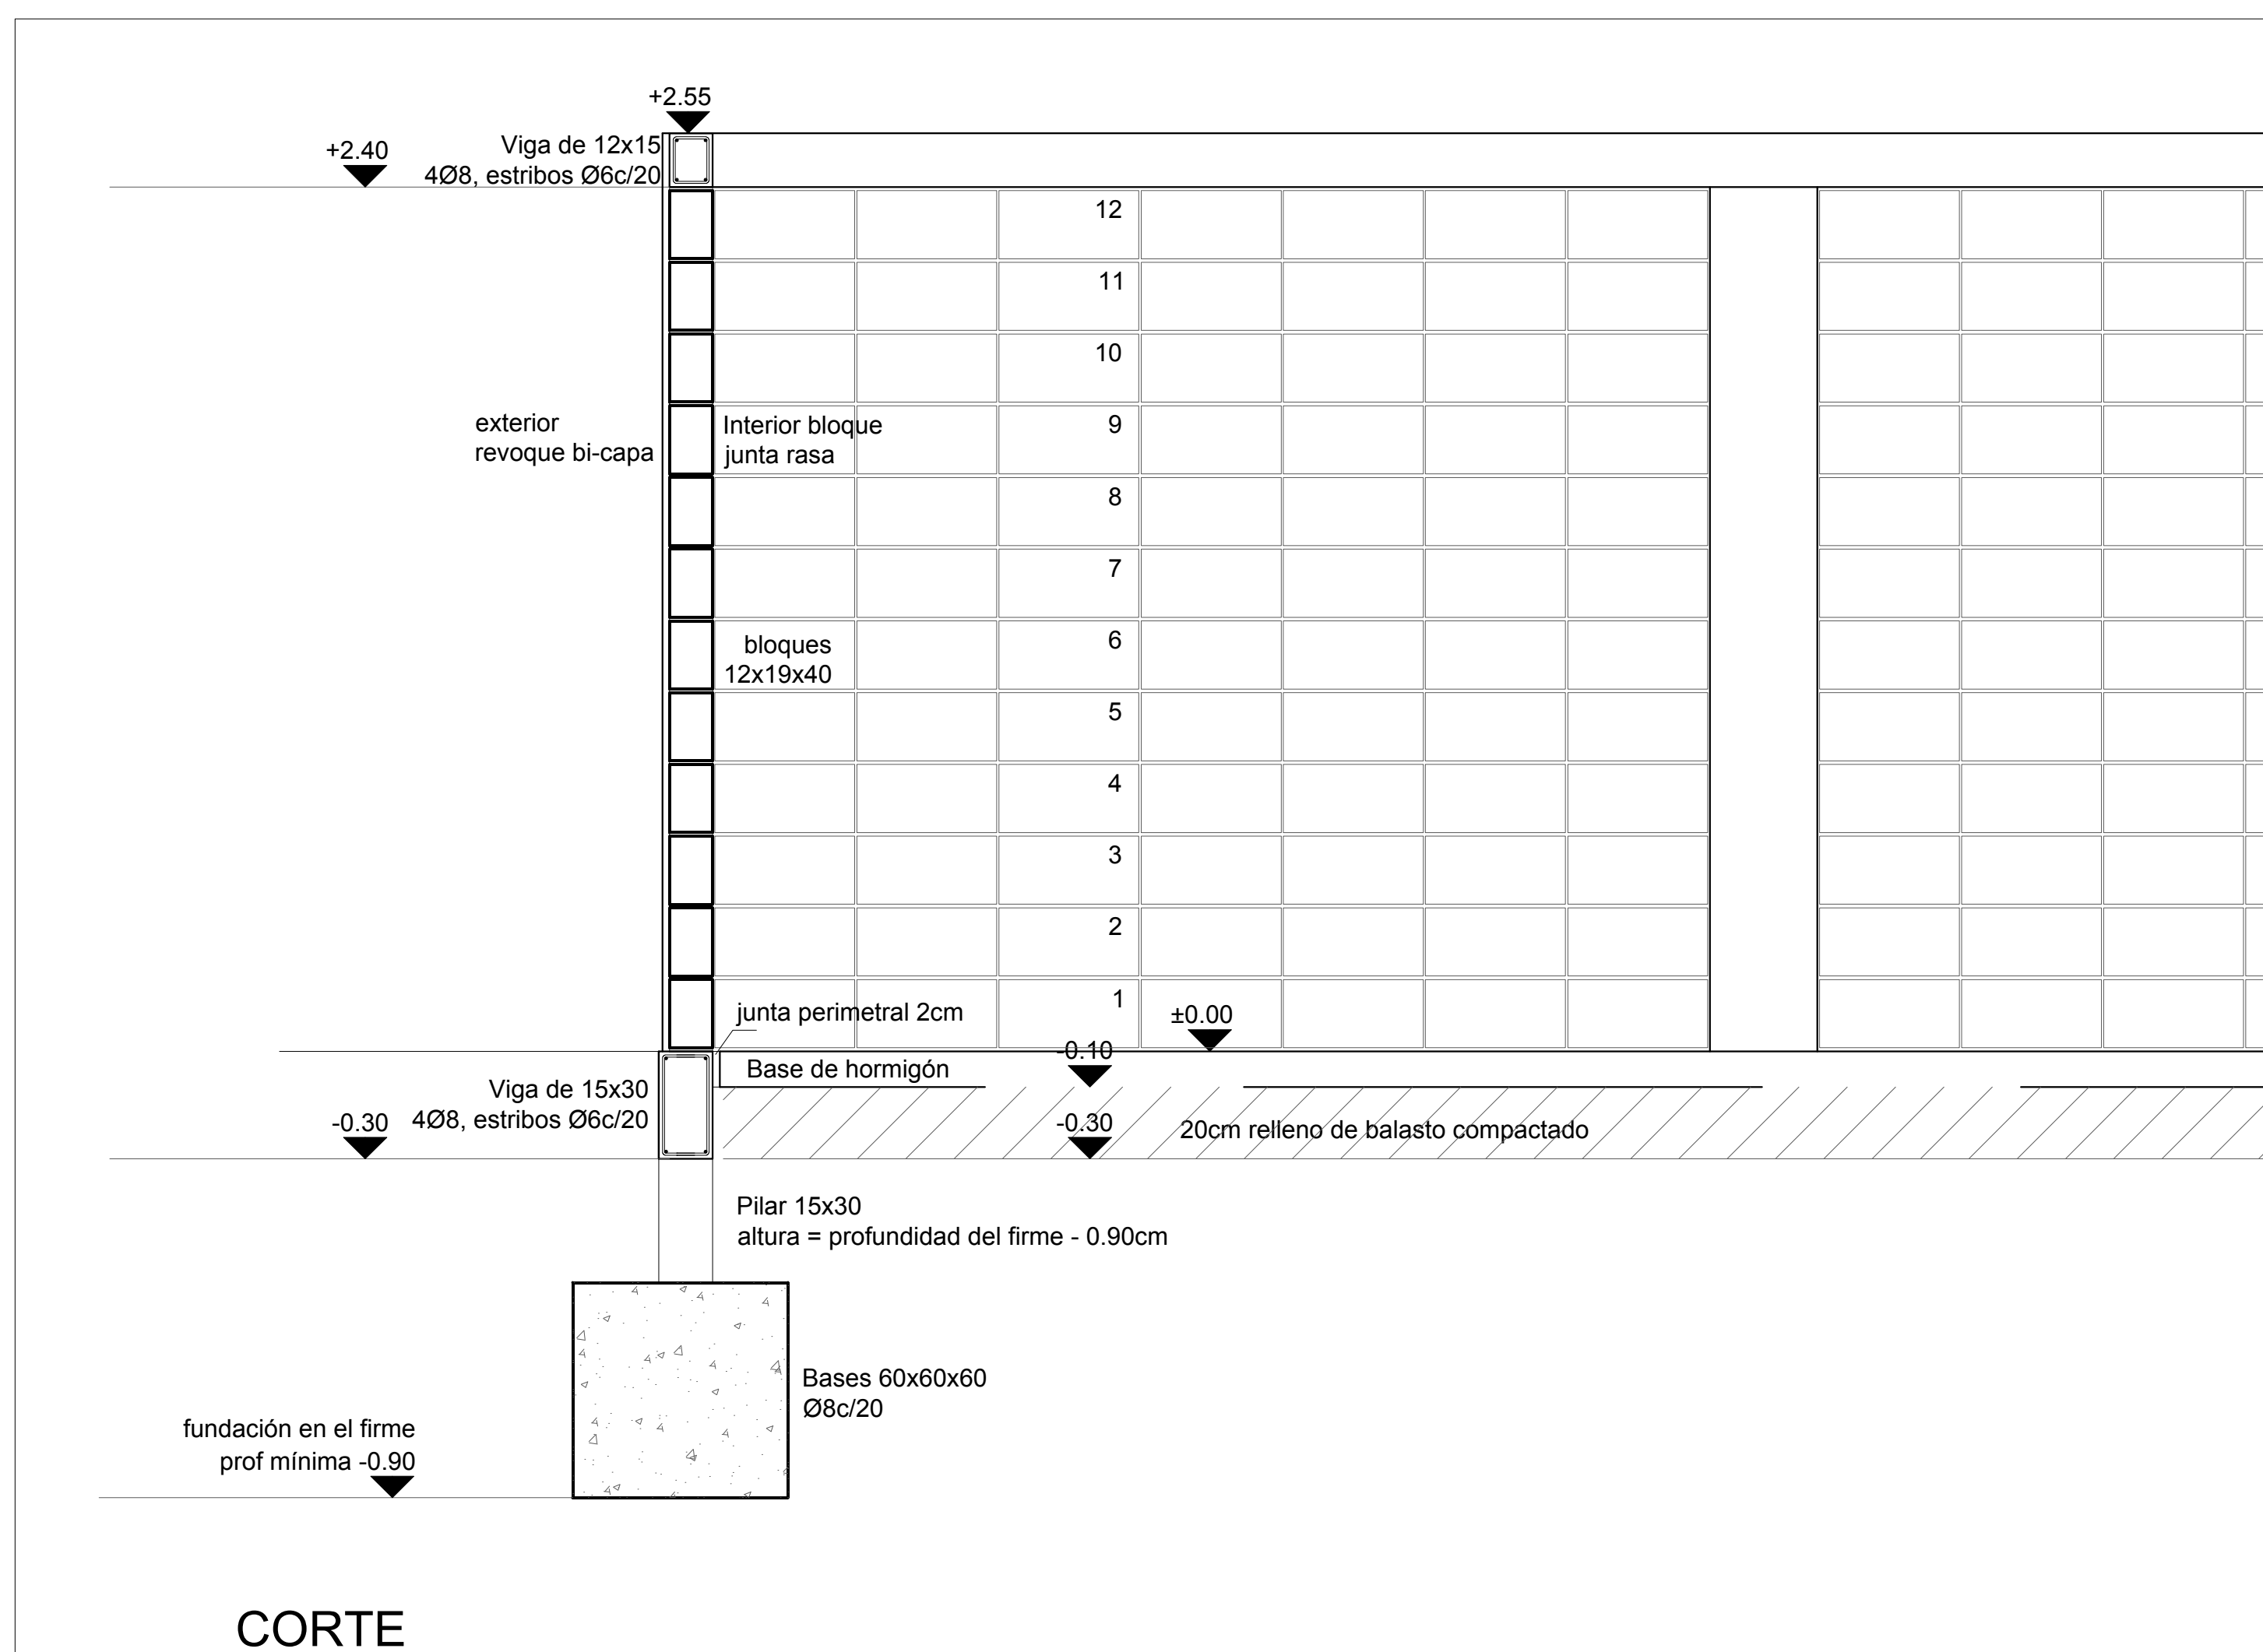 +2.55
+2.40
Viga de 12x15
4Ø8, estribos Ø6c/20
12
11
10
exterior
revoque bi-capa
Interior bloque
junta rasa
9
8
7
bloques
12x19x40
6
5
4
3
2
1
junta perimetral 2cm
±0.00
-0.10
Base de hormigón
Viga de 15x30
4Ø8, estribos Ø6c/20
-0.30
-0.30
20cm relleno de balasto compactado
Pilar 15x30
altura = profundidad del firme - 0.90cm
Bases 60x60x60
Ø8c/20
fundación en el firme
prof mínima -0.90
CORTE